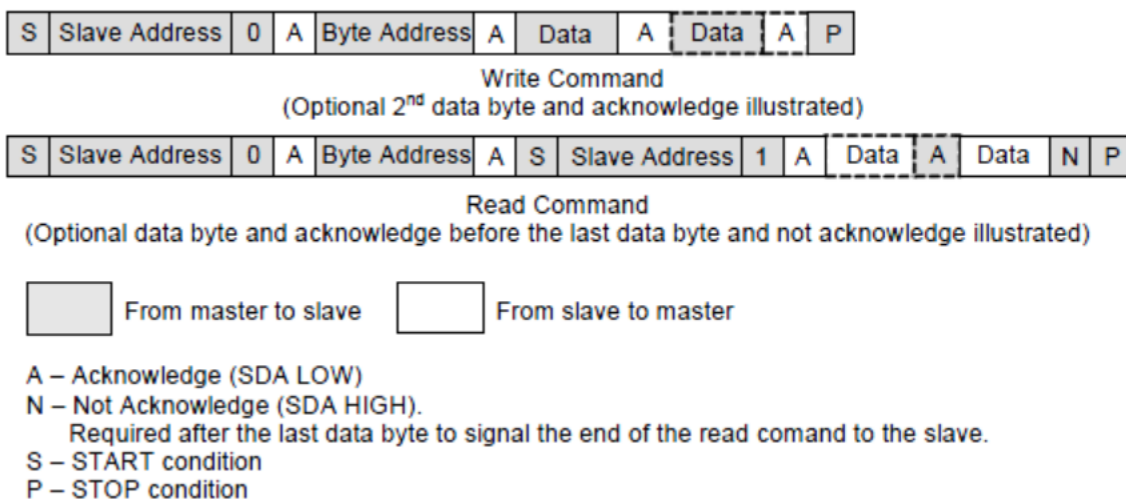 S Slave Address 0 A Byte Address A Data A Data A P
Write Command
(Optional 2nd data byte and acknowledge illustrated)
S Slave Address 0 A Byte Address A S Slave Address 1 A Data A Data N P
Read Command
(Optional data byte and acknowledge before the last data byte and not acknowledge illustrated)
From master to slave From slave to master
A – Acknowledge (SDA LOW)
N – Not Acknowledge (SDA HIGH).
Required after the last data byte to signal the end of the read comand to the slave.
S – START condition
P – STOP condition